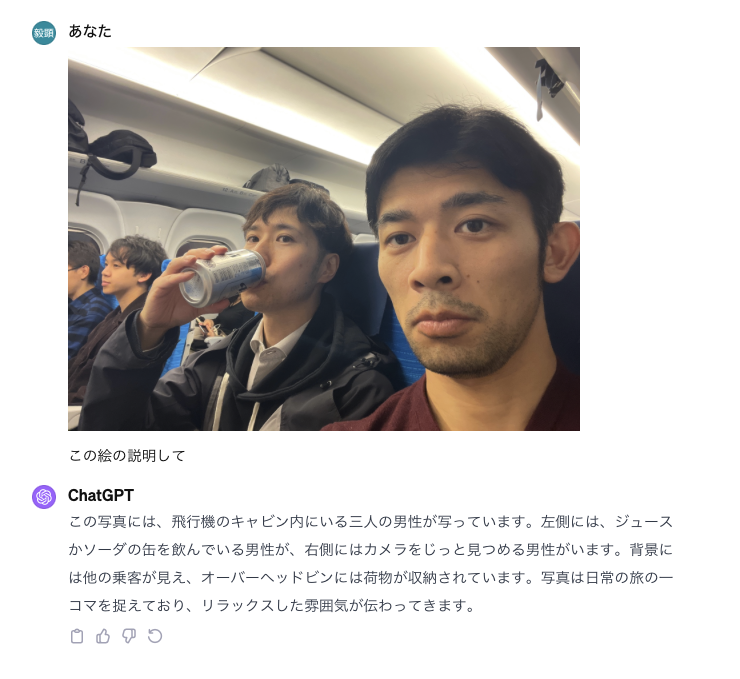 毅顕
あなた
この絵の説明して
ChatGPT
この写真には、飛行機のキャビン内にいる三人の男性が写っています。左側には、ジュース
かソーダの缶を飲んでいる男性が、右側にはカメラをじっと見つめる男性がいます。背景に
は他の乗客が見え、オーバーヘッドビンには荷物が収納されています。写真は日常の旅の一
コマを捉えており、リラックスした雰囲気が伝わってきます。